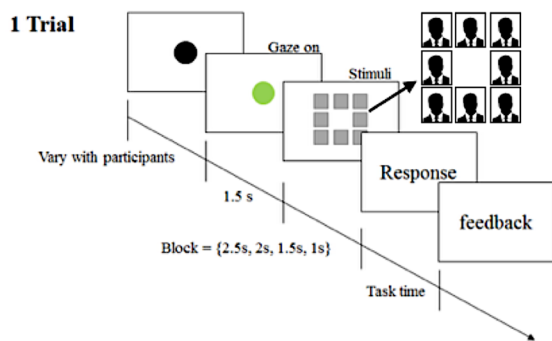 1 Trial
Gaze on
Stimuli
Response
feedback
Vary with participants
1.5 s
Block = {2.5s, 2s, 1.5s, 1s}
Task time